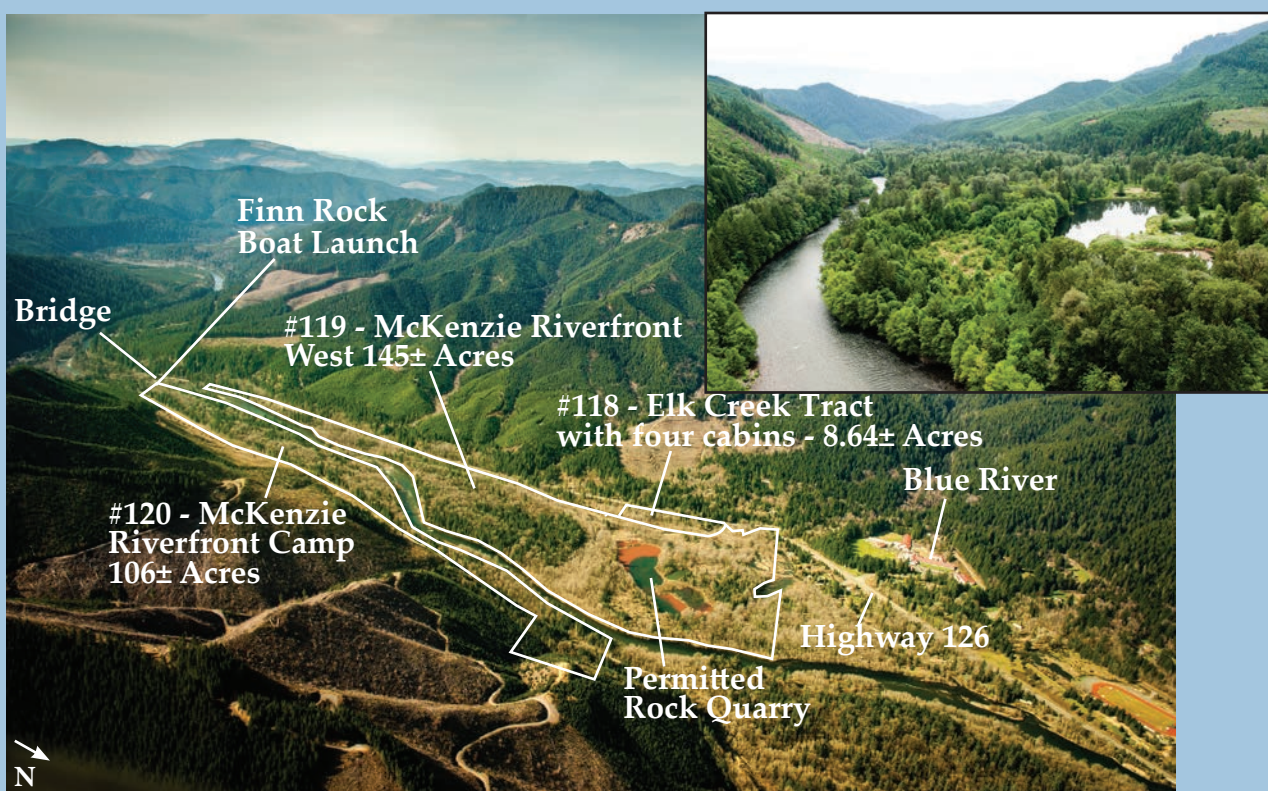 Finn Rock
Boat Launch
Bridge
#119 - McKenzie Riverfront
West 145± Acres
#118 - Elk Creek Tract
with four cabins - 8.64± Acres
Blue River
#120 - McKenzie
Riverfront Camp
106± Acres
Highway 126
Permitted
Rock Quarry
N